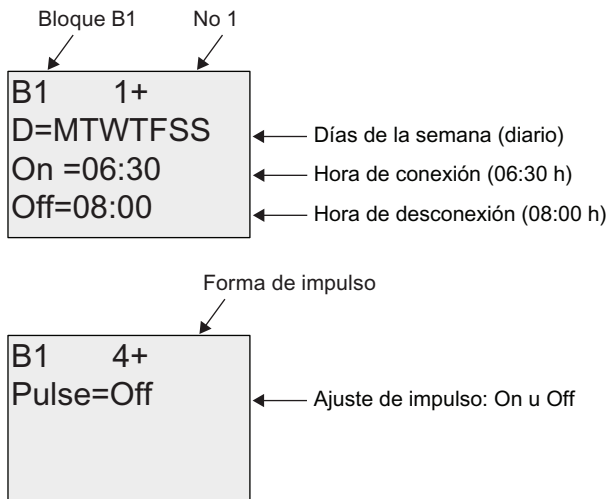 Bloque B1 No 1
B1 1+
D=MTWTFSS
Días de la semana (diario)
On =06:30
Hora de conexión (06:30 h)
Off=08:00
Hora de desconexión (08:00 h)
Forma de impulso
B1 4+
Pulse=Off
Ajuste de impulso: On u Off